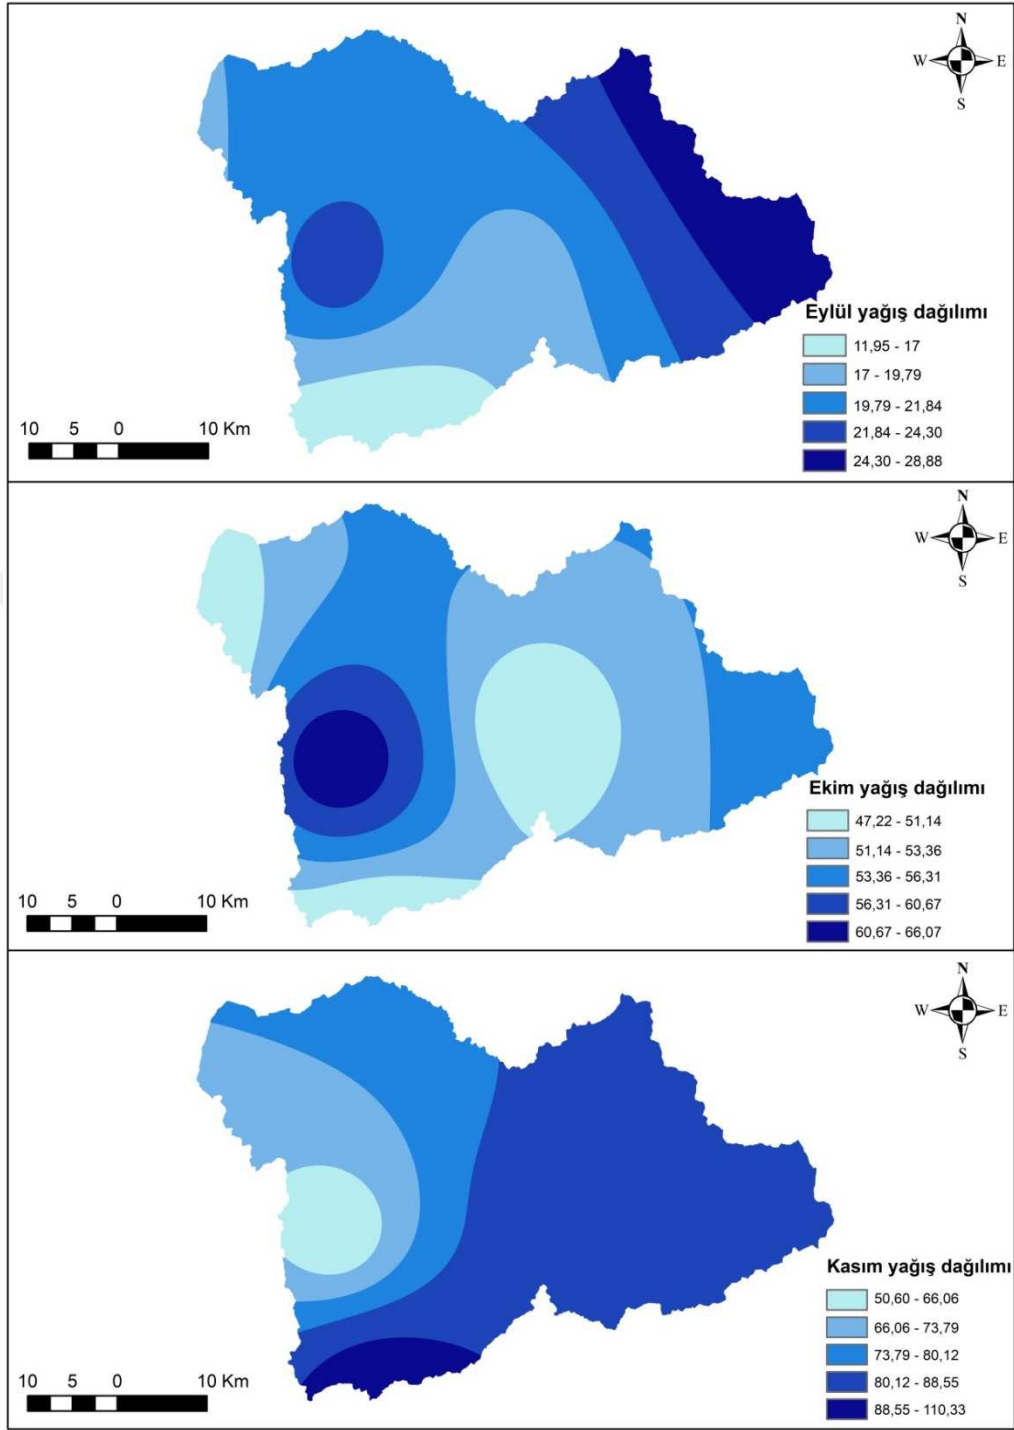 N
W E
S
Eylül yağış dağılımı
11,95 - 17
17 - 19,79
19,79 - 21,84
21,84 - 24,30
24,30 - 28,88
10 5 0 10 Km
N
W E
S
Ekim yağış dağılımı
47,22 - 51,14
51,14 - 53,36
53,36 - 56,31
56,31 - 60,67
60,67 - 66,07
10 5 0 10 Km
N
W E
S
Kasım yağış dağılımı
50,60 - 66,06
66,06 - 73,79
73,79 - 80,12
80,12 - 88,55
88,55 - 110,33
10 5 0 10 Km